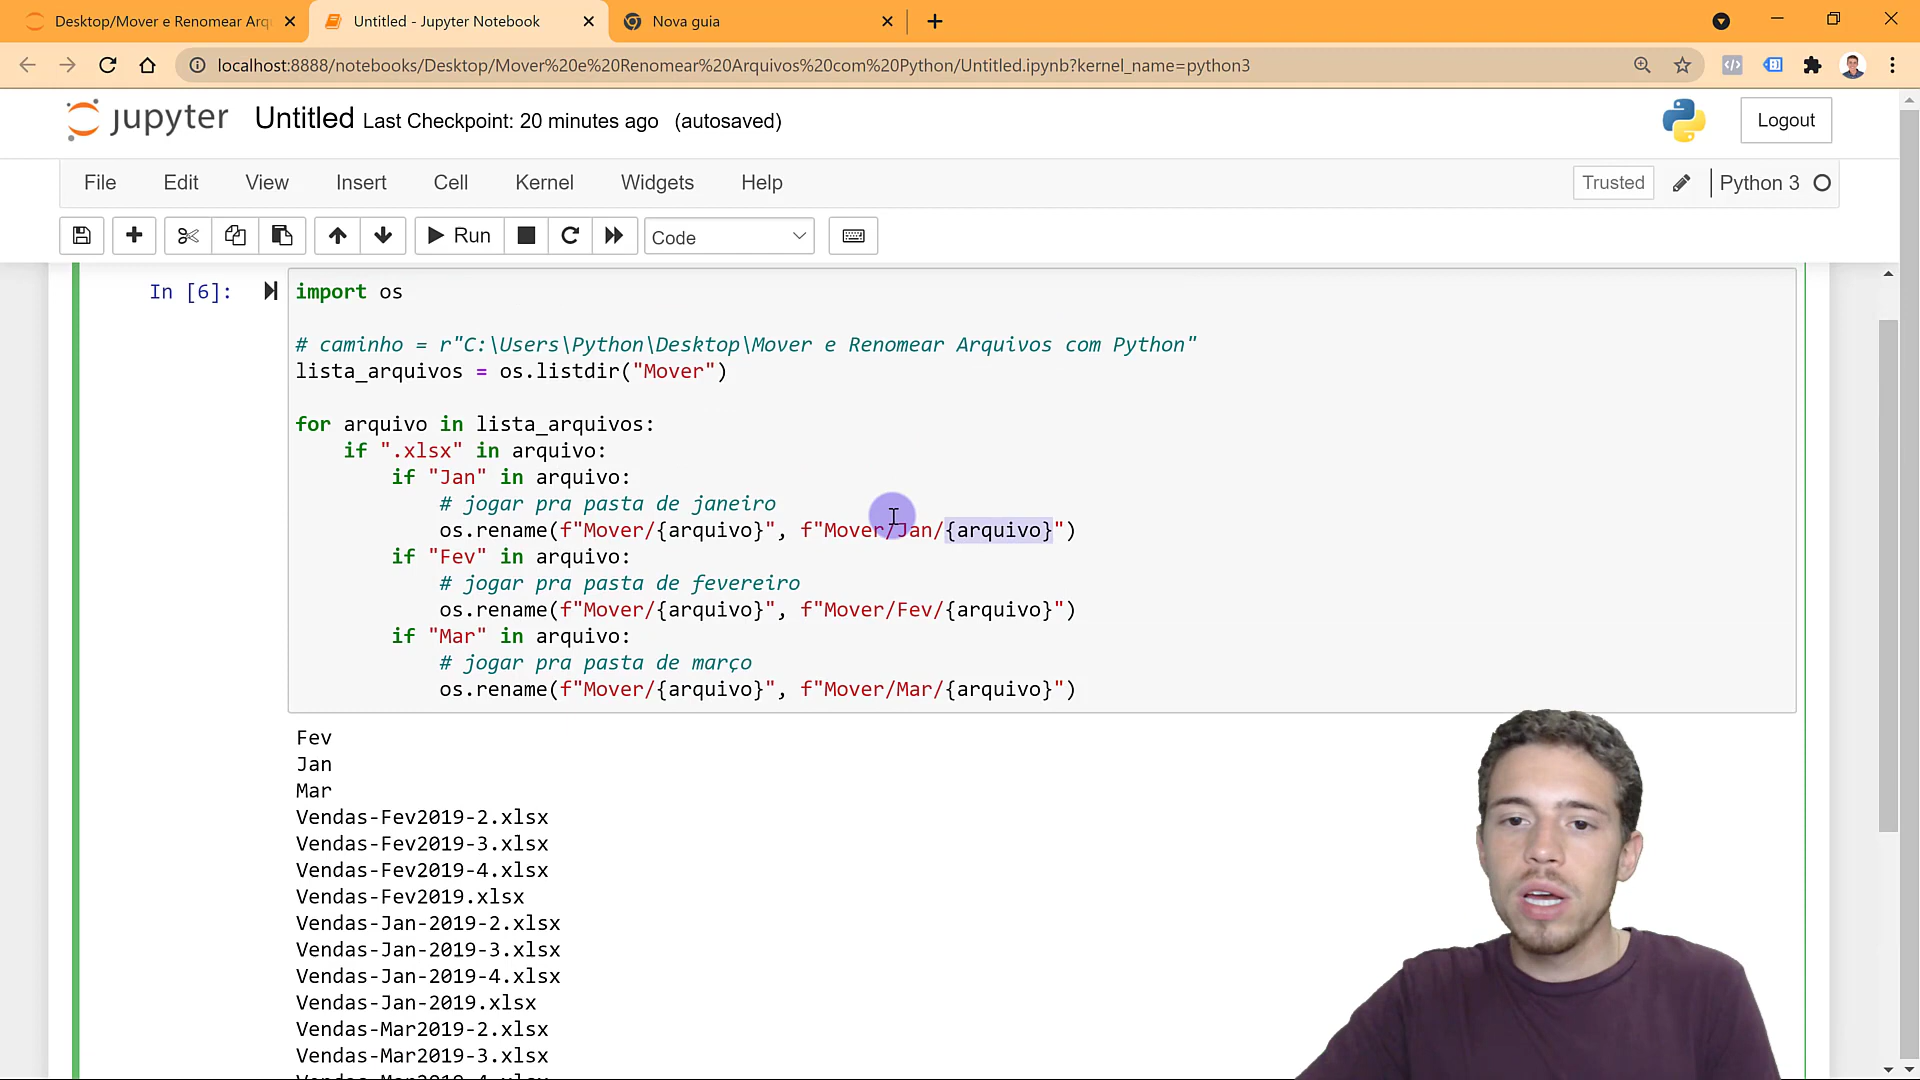 Desktop/Mover e Renomear Arq
Untitled - Jupyter Notebook
Nova guia
localhost:8888/notebooks/Desktop/Mover%20e%20Renomear%20Arquivos%20com%20Python/Untitled.ipynb?kernel_name=python3
jupyter Untitled Last Checkpoint: 20 minutes ago (autosaved)
Logout
File Edit View Insert Cell Kernel Widgets Help
Trusted
Python 3
Run
Code
In [6]:
import os
# caminho = r"C:\Users\Python\Desktop\Mover e Renomear Arquivos com Python"
lista_arquivos = os.listdir("Mover")
for arquivo in lista_arquivos:
if ".xlsx" in arquivo:
if "Jan" in arquivo:
# jogar pra pasta de janeiro
os.rename(f"Mover/{arquivo}", f"Mover/Jan/{arquivo}")
if "Fev" in arquivo:
# jogar pra pasta de fevereiro
os.rename(f"Mover/{arquivo}", f"Mover/Fev/{arquivo}")
if "Mar" in arquivo:
# jogar pra pasta de março
os.rename(f"Mover/{arquivo}", f"Mover/Mar/{arquivo}")
Fev
Jan
Mar
Vendas-Fev2019-2.xlsx
Vendas-Fev2019-3.xlsx
Vendas-Fev2019-4.xlsx
Vendas-Fev2019.xlsx
Vendas-Jan-2019-2.xlsx
Vendas-Jan-2019-3.xlsx
Vendas-Jan-2019-4.xlsx
Vendas-Jan-2019.xlsx
Vendas-Mar2019-2.xlsx
Vendas-Mar2019-3.xlsx